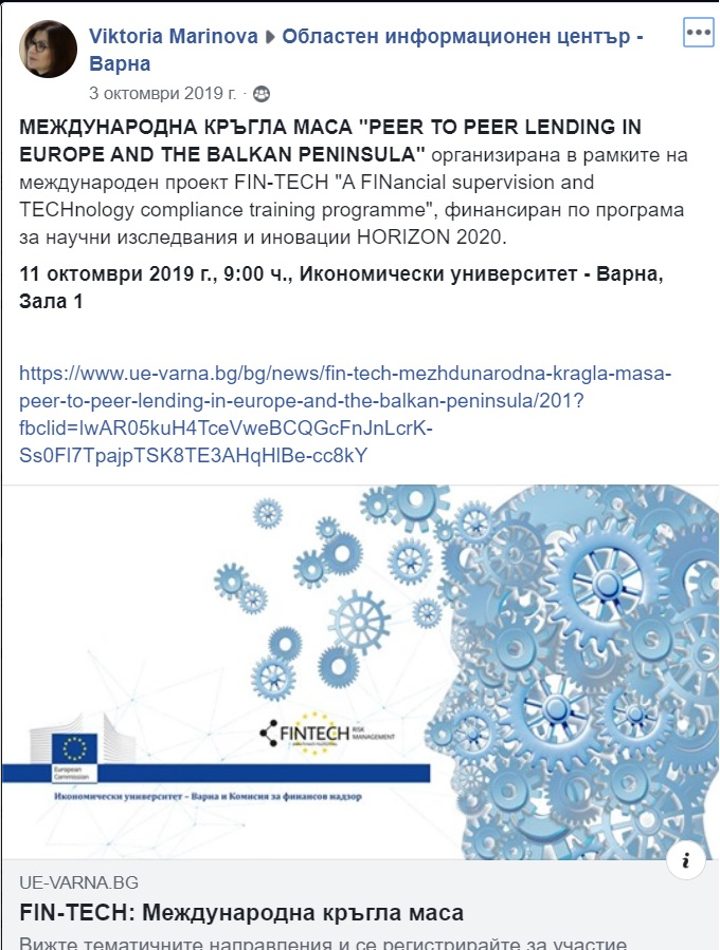 Viktoria Marinova ▸ Областен информационен център -
Варна
3 октомври 2019 г. ·
МЕЖДУНАРОДНА КРЪГЛА МАСА "PEER TO PEER LENDING IN
EUROPE AND THE BALKAN PENINSULA" организирана в рамките на
международен проект FIN-TECH "A FINancial supervision and
TECHnology compliance training programme", финансиран по програма
за научни изследвания и иновации HORIZON 2020.
11 октомври 2019 г., 9:00 ч., Икономически университет - Варна,
Зала 1
https://www.ue-varna.bg/bg/news/fin-tech-mezhdunarodna-kragla-masa-
peer-to-peer-lending-in-europe-and-the-balkan-peninsula/201?
fbclid=IwAR05kuH4TceVweBCQGcFnJnLcrK-
Ss0Fl7TpajpTSK8TE3AHqHlBe-cc8kY
FINTECH RISK
MANAGEMENT
European
Commission
Икономически университет – Варна и Комисия за финансов надзор
i
UE-VARNA.BG
FIN-TECH: Международна кръгла маса
Вижте тематичните направления и се регистрирайте за участие